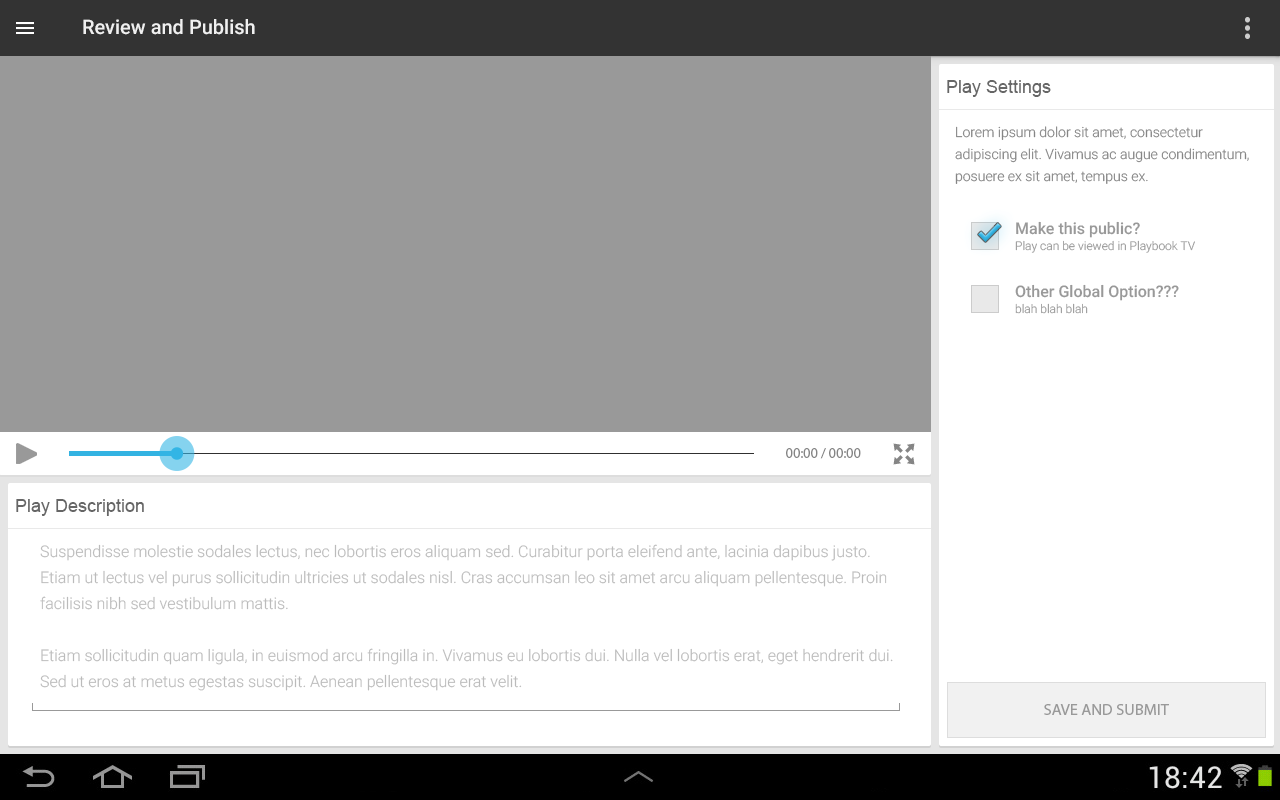 Review and Publish
Play Settings
Lorem ipsum dolor sit amet, consectetur
adipiscing elit. Vivamus ac augue condimentum,
posuere ex sit amet, tempus ex.
Make this public?
Play can be viewed in Playbook TV
Other Global Option???
blah blah blah
00:00 / 00:00
Play Description
Suspendisse molestie sodales lectus, nec lobortis eros aliquam sed. Curabitur porta eleifend ante, lacinia dapibus justo.
Etiam ut lectus vel purus sollicitudin ultricies ut sodales nisl. Cras accumsan leo sit amet arcu aliquam pellentesque. Proin
facilisis nibh sed vestibulum mattis.
Etiam sollicitudin quam ligula, in euismod arcu fringilla in. Vivamus eu lobortis dui. Nulla vel lobortis erat, eget hendrerit dui.
Sed ut eros at metus egestas suscipit. Aenean pellentesque erat velit.
SAVE AND SUBMIT
18:42